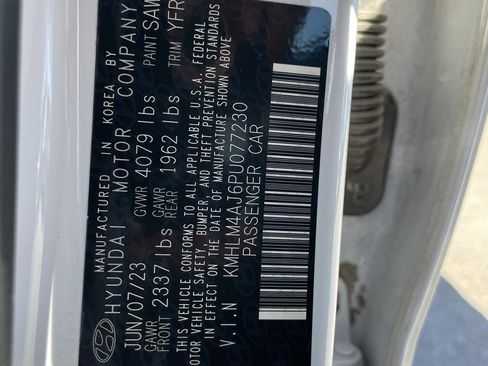 MANUFACTURED IN KOREA BY
HYUNDAI MOTOR COMPANY
JUN/07/23 GVWR 4079 lbs PAINT SAW
GAWR FRONT 2337 lbs GAWR REAR 1962 lbs TRIM YFR
THIS VEHICLE CONFORMS TO ALL APPLICABLE U.S.A. FEDERAL
MOTOR VEHICLE SAFETY, BUMPER, AND THEFT PREVENTION STANDARDS
IN EFFECT ON THE DATE OF MANUFACTURE SHOWN ABOVE
V.I.N KMHLM4AJ6PU077230
PASSENGER CAR